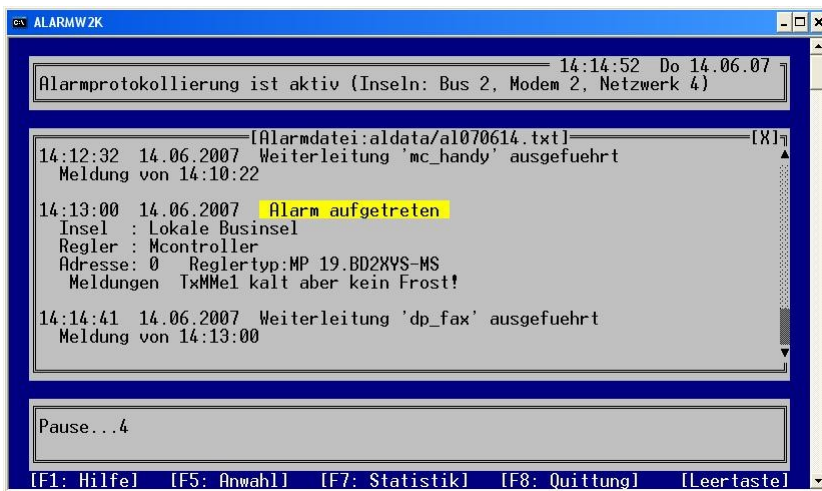 ALARMW2K
14:14:52 Do 14.06.07
Alarmprotokollierung ist aktiv (Inseln: Bus 2, Modem 2, Netzwerk 4)
[Alarmdatei:aldata/al070614.txt] [X]
14:12:32 14.06.2007 Weiterleitung 'mc_handy' ausgefuehrt
Meldung von 14:10:22
14:13:00 14.06.2007 Alarm aufgetreten
Insel : Lokale Businsel
Regler : Mcontroller
Adresse: 0 Reglertyp:MP 19.BD2XYS-MS
Meldungen TxMMe1 kalt aber kein Frost!
14:14:41 14.06.2007 Weiterleitung 'dp_fax' ausgefuehrt
Meldung von 14:13:00
Pause...4
[F1: Hilfe] [F5: Anwahl] [F7: Statistik] [F8: Quittung] [Leertaste]